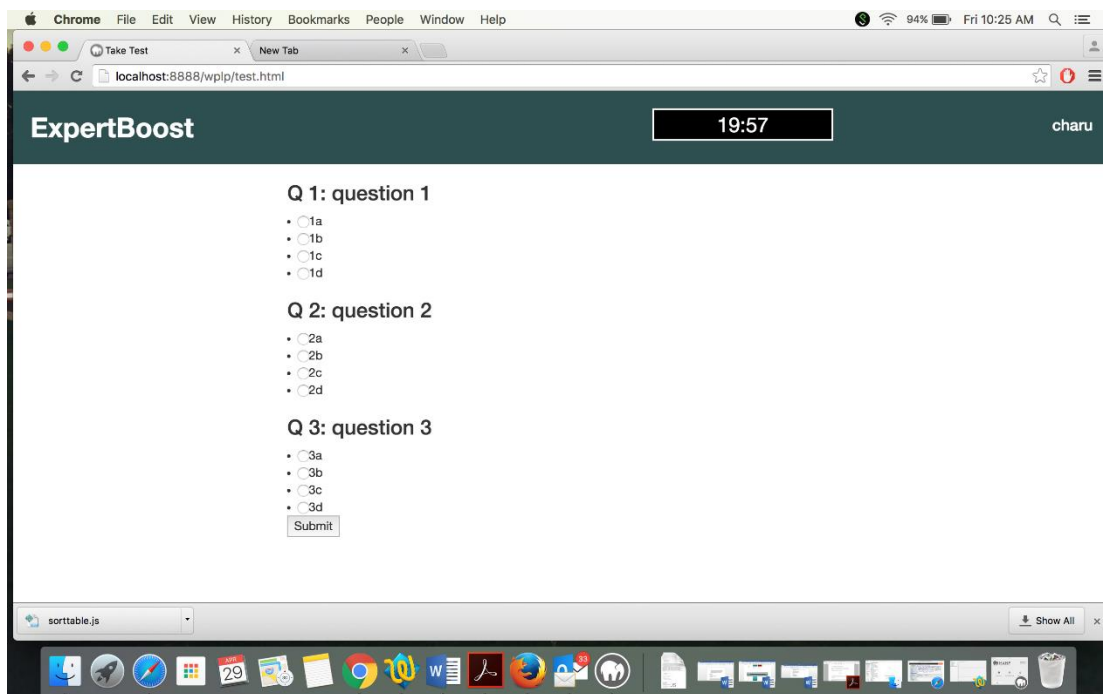 Chrome File Edit View History Bookmarks People Window Help 94% Fri 10:25 AM
Take Test New Tab
localhost:8888/wplp/test.html
ExpertBoost 19:57 charu
Q 1: question 1
1a
1b
1c
1d
Q 2: question 2
2a
2b
2c
2d
Q 3: question 3
3a
3b
3c
3d
Submit
sorttable.js Show All
APR
29
33